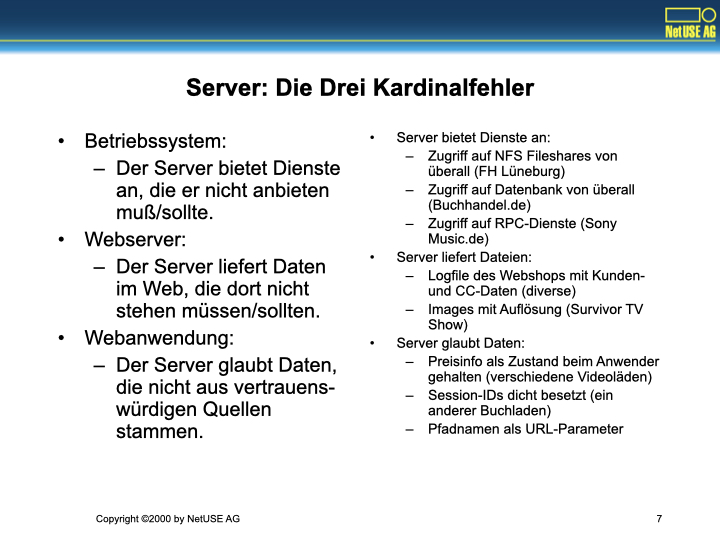 NetUSE AG
Server: Die Drei Kardinalfehler
• Betriebssystem:
– Der Server bietet Dienste
an, die er nicht anbieten
muß/sollte.
• Webserver:
– Der Server liefert Daten
im Web, die dort nicht
stehen müssen/sollten.
• Webanwendung:
– Der Server glaubt Daten,
die nicht aus vertrauens-
würdigen Quellen
stammen.
• Server bietet Dienste an:
– Zugriff auf NFS Fileshares von
überall (FH Lüneburg)
– Zugriff auf Datenbank von überall
(Buchhandel.de)
– Zugriff auf RPC-Dienste (Sony
Music.de)
• Server liefert Dateien:
– Logfile des Webshops mit Kunden-
und CC-Daten (diverse)
– Images mit Auflösung (Survivor TV
Show)
• Server glaubt Daten:
– Preisinfo als Zustand beim Anwender
gehalten (verschiedene Videoläden)
– Session-IDs dicht besetzt (ein
anderer Buchladen)
– Pfadnamen als URL-Parameter
Copyright ©2000 by NetUSE AG
7